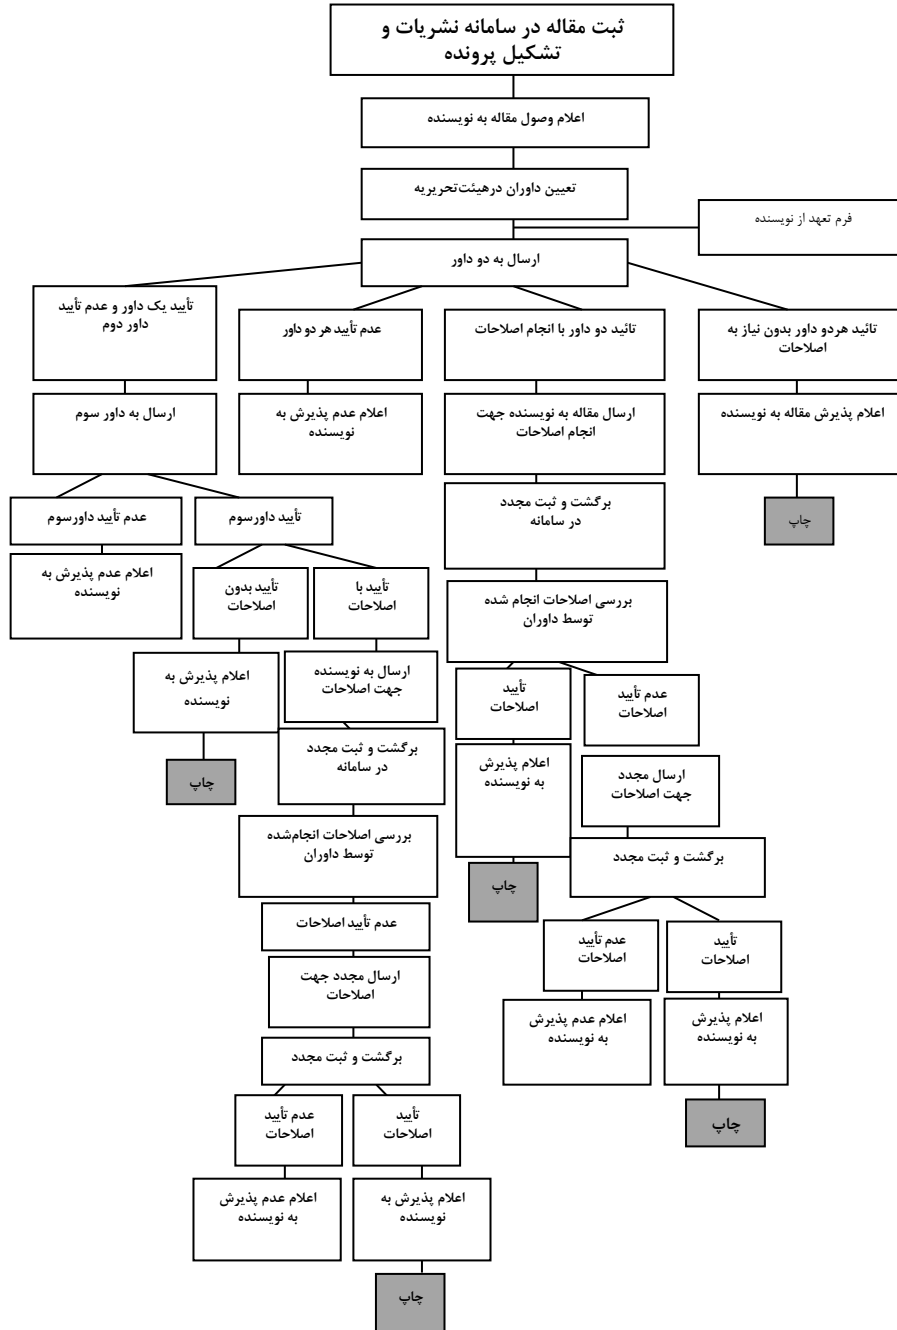 ثبت مقاله در سامانه نشریات و
تشکیل پرونده
اعلام وصول مقاله به نویسنده
تعیین داوران درهیئت‌تحریریه
فرم تعهد از نویسنده
ارسال به دو داور
تائید هردو داور بدون نیاز به
اصلاحات
تائید دو داور با انجام اصلاحات
عدم تأیید هر دو داور
تأیید یک داور و عدم تأیید
داور دوم
اعلام پذیرش مقاله به نویسنده
ارسال مقاله به نویسنده جهت
انجام اصلاحات
اعلام عدم پذیرش به
نویسنده
ارسال به داور سوم
چاپ
برگشت و ثبت مجدد
در سامانه
تأیید داورسوم
عدم تأیید داورسوم
بررسی اصلاحات انجام شده
توسط داوران
تأیید با
اصلاحات
تأیید بدون
اصلاحات
اعلام عدم پذیرش به
نویسنده
عدم تأیید
اصلاحات
تأیید
اصلاحات
ارسال به نویسنده
جهت اصلاحات
اعلام پذیرش به
نویسنده
ارسال مجدد
جهت اصلاحات
اعلام پذیرش
به نویسنده
برگشت و ثبت مجدد
در سامانه
چاپ
برگشت و ثبت مجدد
چاپ
بررسی اصلاحات انجام‌شده
توسط داوران
تأیید
اصلاحات
عدم تأیید
اصلاحات
عدم تأیید اصلاحات
اعلام پذیرش
به نویسنده
اعلام عدم پذیرش
به نویسنده
ارسال مجدد جهت
اصلاحات
چاپ
برگشت و ثبت مجدد
تأیید
اصلاحات
عدم تأیید
اصلاحات
اعلام پذیرش به
نویسنده
اعلام عدم پذیرش
به نویسنده
چاپ